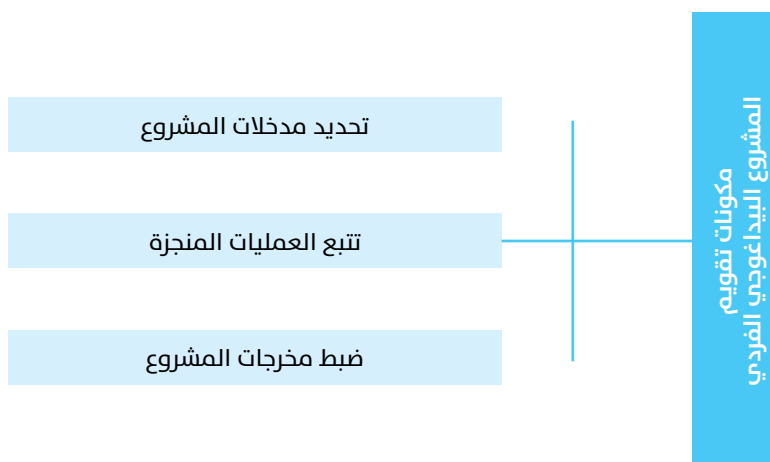 مكونات تقويم
المشروع البيداغوجي الفردي
تحديد مدخلات المشروع
تتبع العمليات المنجزة
ضبط مخرجات المشروع